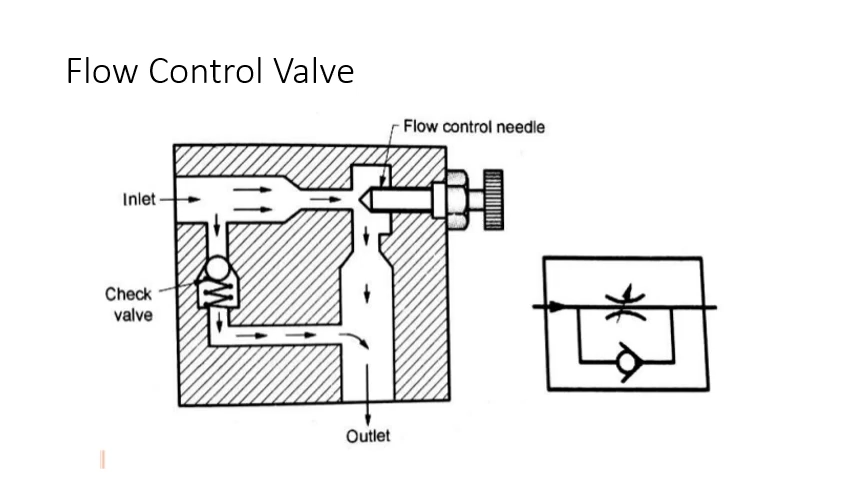 Flow Control Valve
Flow control needle
Inlet
Check
valve
Outlet